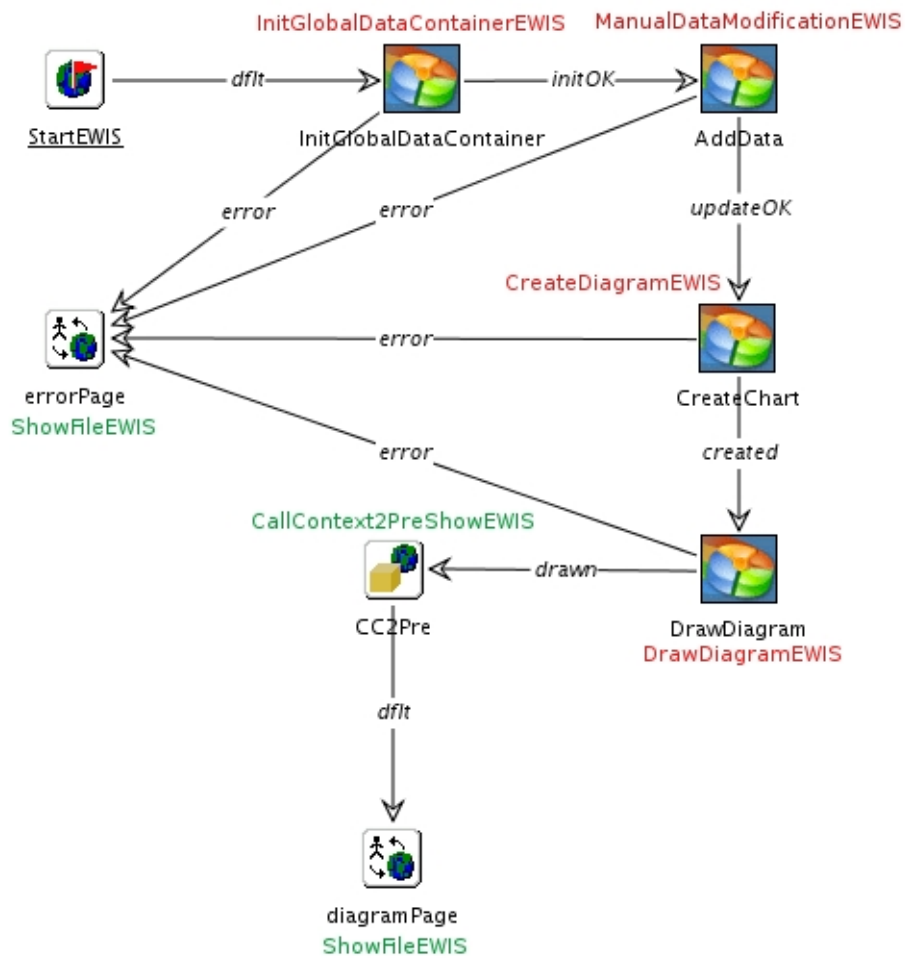 InitGlobalDataContainerEWIS
ManualDataModificationEWIS
dflt
initOK
StartEWIS
InitGlobalDataContainer
AddData
error
error
updateOK
CreateDiagramEWIS
error
errorPage
CreateChart
ShowFileEWIS
error
created
CallContext2PreShowEWIS
drawn
CC2Pre
DrawDiagram
DrawDiagramEWIS
dflt
diagramPage
ShowFileEWIS